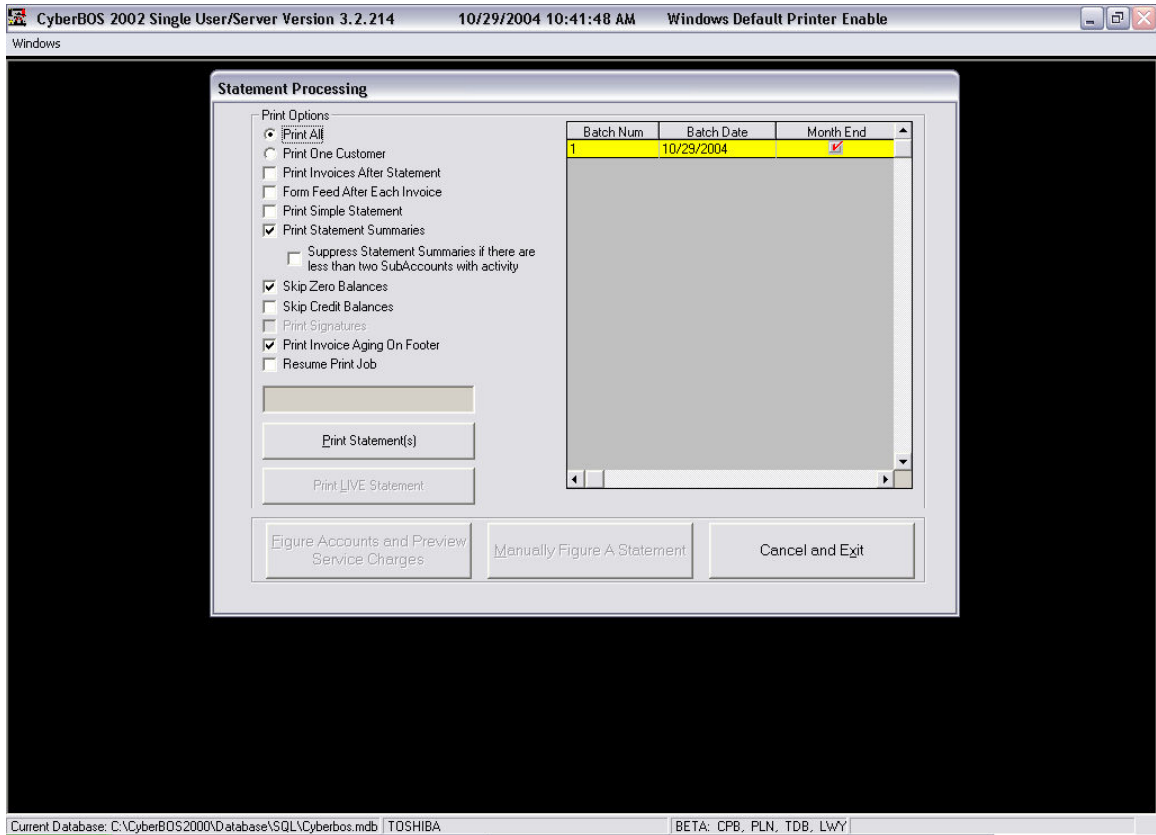 CyberBOS 2002 Single User/Server Version 3.2.214 10/29/2004 10:41:48 AM Windows Default Printer Enable
Windows
Statement Processing
Print Options
Print All
Print One Customer
Print Invoices After Statement
Form Feed After Each Invoice
Print Simple Statement
Print Statement Summaries
Suppress Statement Summaries if there are
less than two SubAccounts with activity
Skip Zero Balances
Skip Credit Balances
Print Signatures
Print Invoice Aging On Footer
Resume Print Job
Print Statement(s)
Print LIVE Statement
Batch Num Batch Date Month End
1 10/29/2004
Figure Accounts and Preview
Service Charges
Manually Figure A Statement
Cancel and Exit
Current Database: C:\CyberBOS2000\Database\SQL\Cyberbos.mdb TOSHIBA BETA: CPB, PLN, TDB, LWY